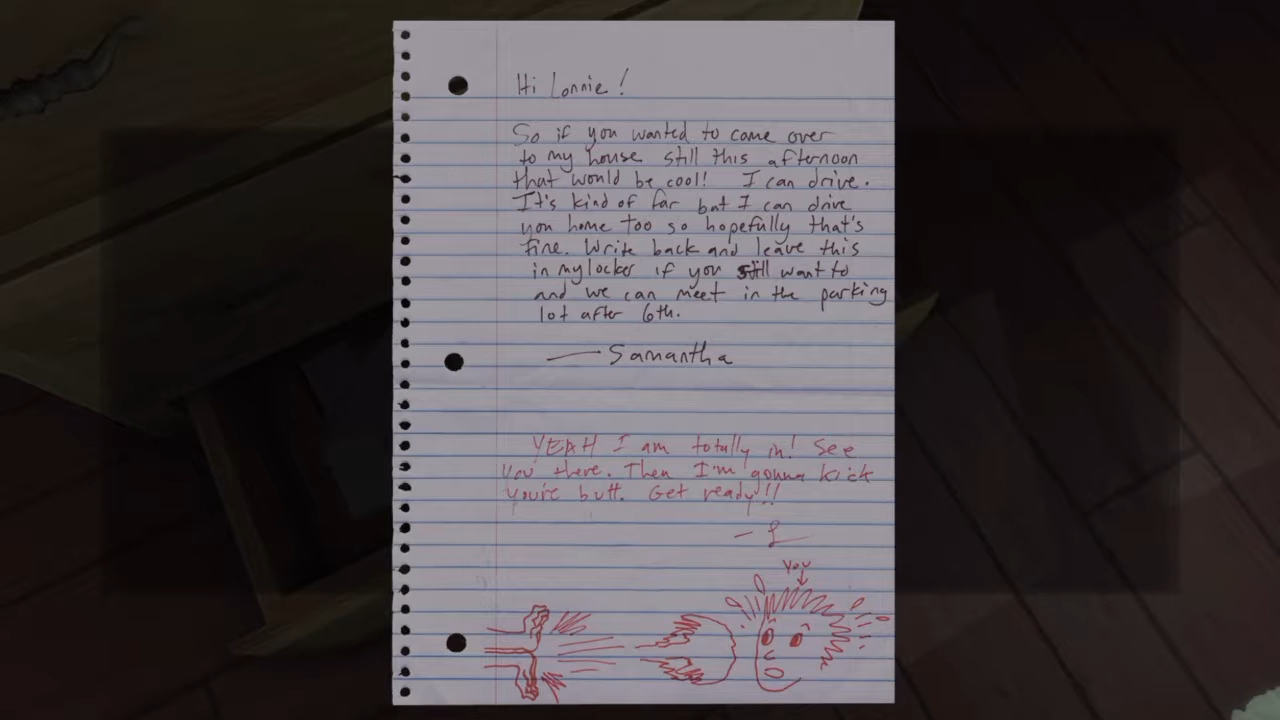 Hi Lonnie!
So if you wanted to come over
to my house still this afternoon
that would be cool! I can drive.
It's kind of far but I can drive
you home too so hopefully that's
fine. Write back and leave this
in my locker if you still want to
and we can meet in the parking
lot after 6th.
— Samantha
YEAH I am totally in! See
you there. Then I'm gonna kick
you're butt. Get ready!!
- L
You